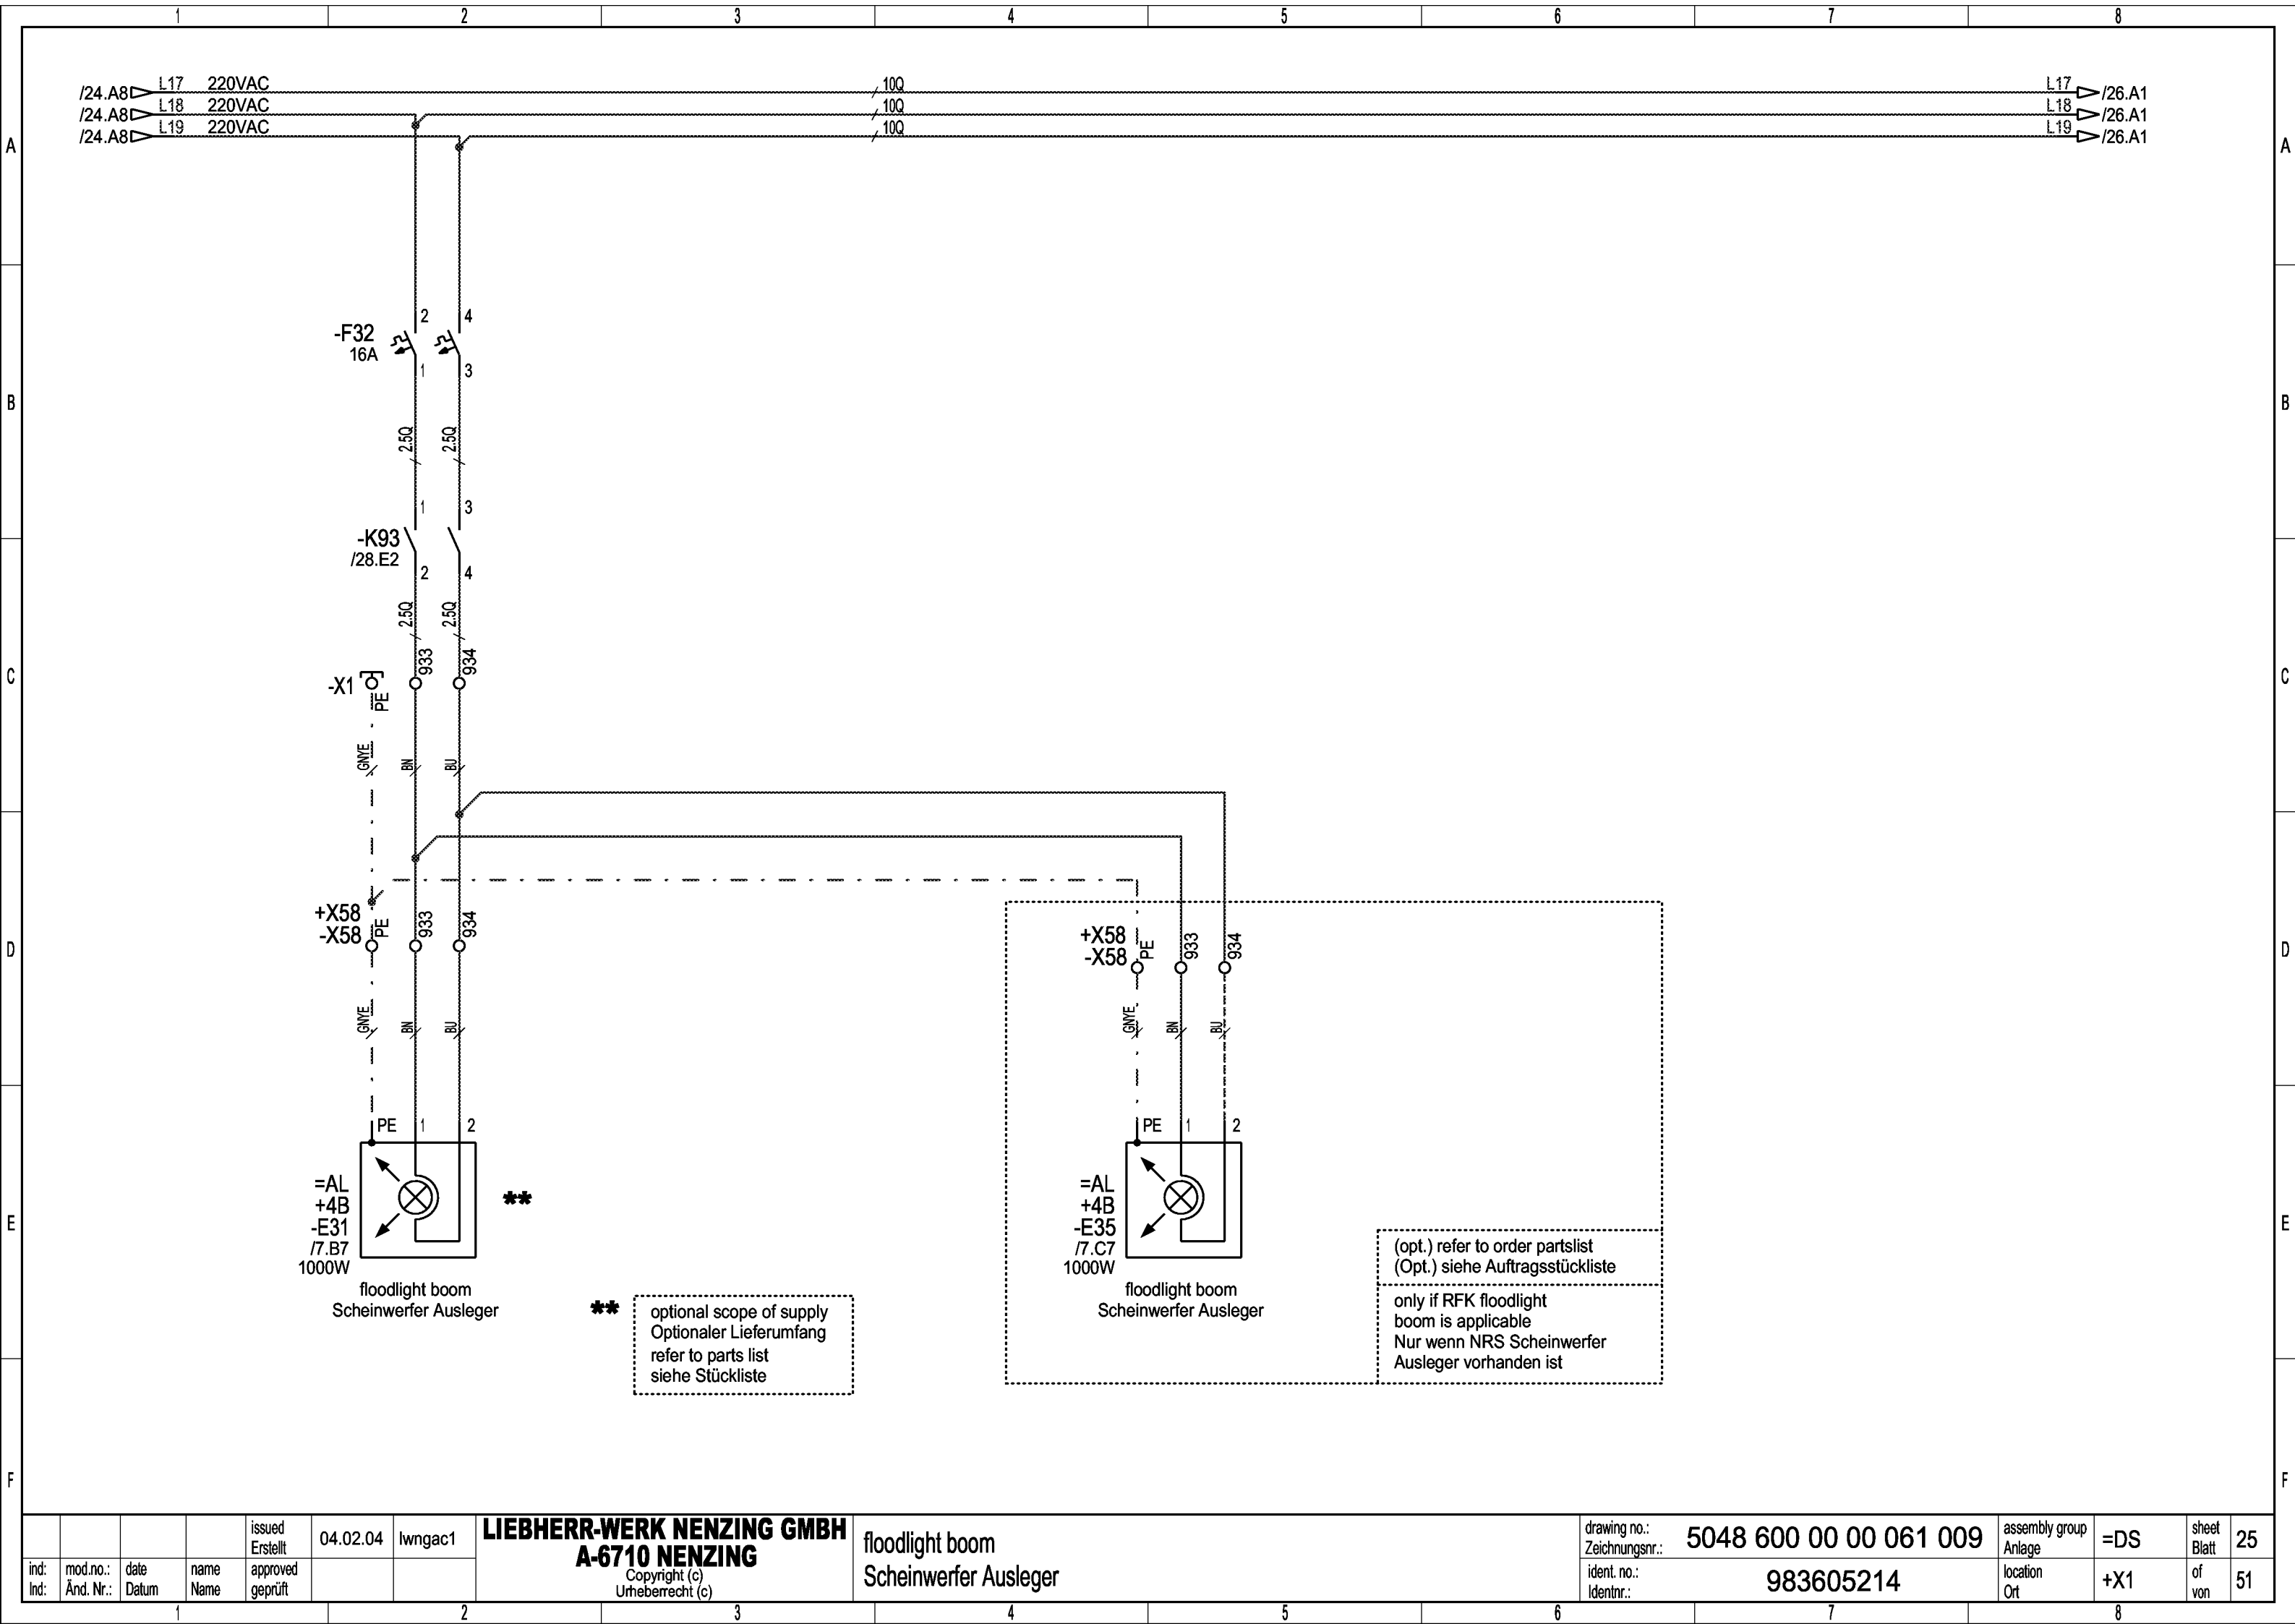 1 2 3 4 5 6 7 8
/24.A8 L17 220VAC 10Q L17 /26.A1
/24.A8 L18 220VAC 10Q L18 /26.A1
/24.A8 L19 220VAC 10Q L19 /26.A1
A A
2 4
-F32
16A
1 3
B B
2.5Q 2.5Q
1 3
-K93
/28.E2
2 4
2.5Q 2.5Q
933 934
C C
-X1
PE
GNYE BN BU
+X58
-X58
PE 933 934
+X58
-X58
PE 933 934
D D
GNYE BN BU
GNYE BN BU
PE 1 2
PE 1 2
=AL
+4B
-E31
/7.B7
1000W
**
floodlight boom
Scheinwerfer Ausleger
=AL
+4B
-E35
/7.C7
1000W
floodlight boom
Scheinwerfer Ausleger
E E
(opt.) refer to order partslist
(Opt.) siehe Auftragsstückliste
only if RFK floodlight
boom is applicable
Nur wenn NRS Scheinwerfer
Ausleger vorhanden ist
**
optional scope of supply
Optionaler Lieferumfang
refer to parts list
siehe Stückliste
F F
ind:
Ind:
mod.no.:
Änd. Nr.:
date
Datum
name
Name
issued
Erstellt
04.02.04
lwngac1
approved
geprüft
LIEBHERR-WERK NENZING GMBH
A-6710 NENZING
Copyright (c)
Urheberrecht (c)
floodlight boom
Scheinwerfer Ausleger
drawing no.:
Zeichnungsnr.:
5048 600 00 00 061 009
ident. no.:
Identnr.:
983605214
assembly group
Anlage
=DS
location
Ort
+X1
sheet
Blatt
25
of
von
51
1 2 3 4 5 6 7 8